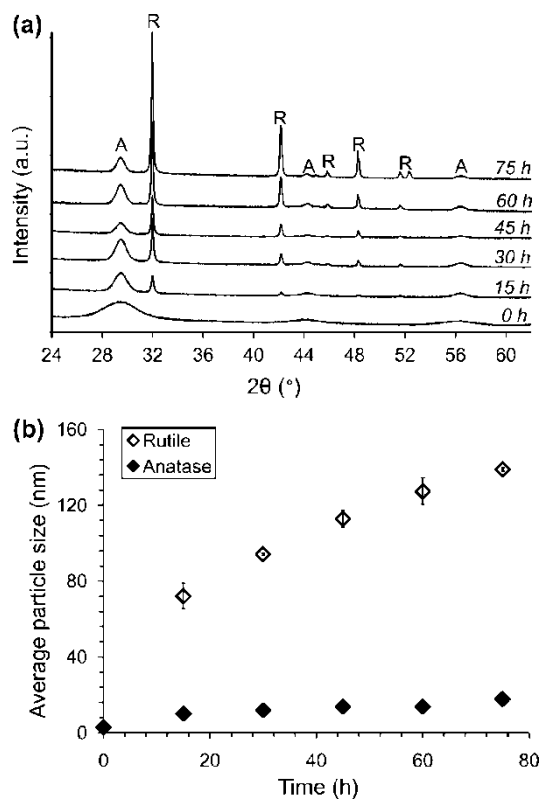 (a)
Intensity (a.u.)
R
A
R
A
R
R
A
75 h
60 h
45 h
30 h
15 h
0 h
24 28 32 36 40 44 48 52 56 60
2θ (°)
(b)
Average particle size (nm)
160
120
80
40
0
Rutile
Anatase
0 20 40 60 80
Time (h)